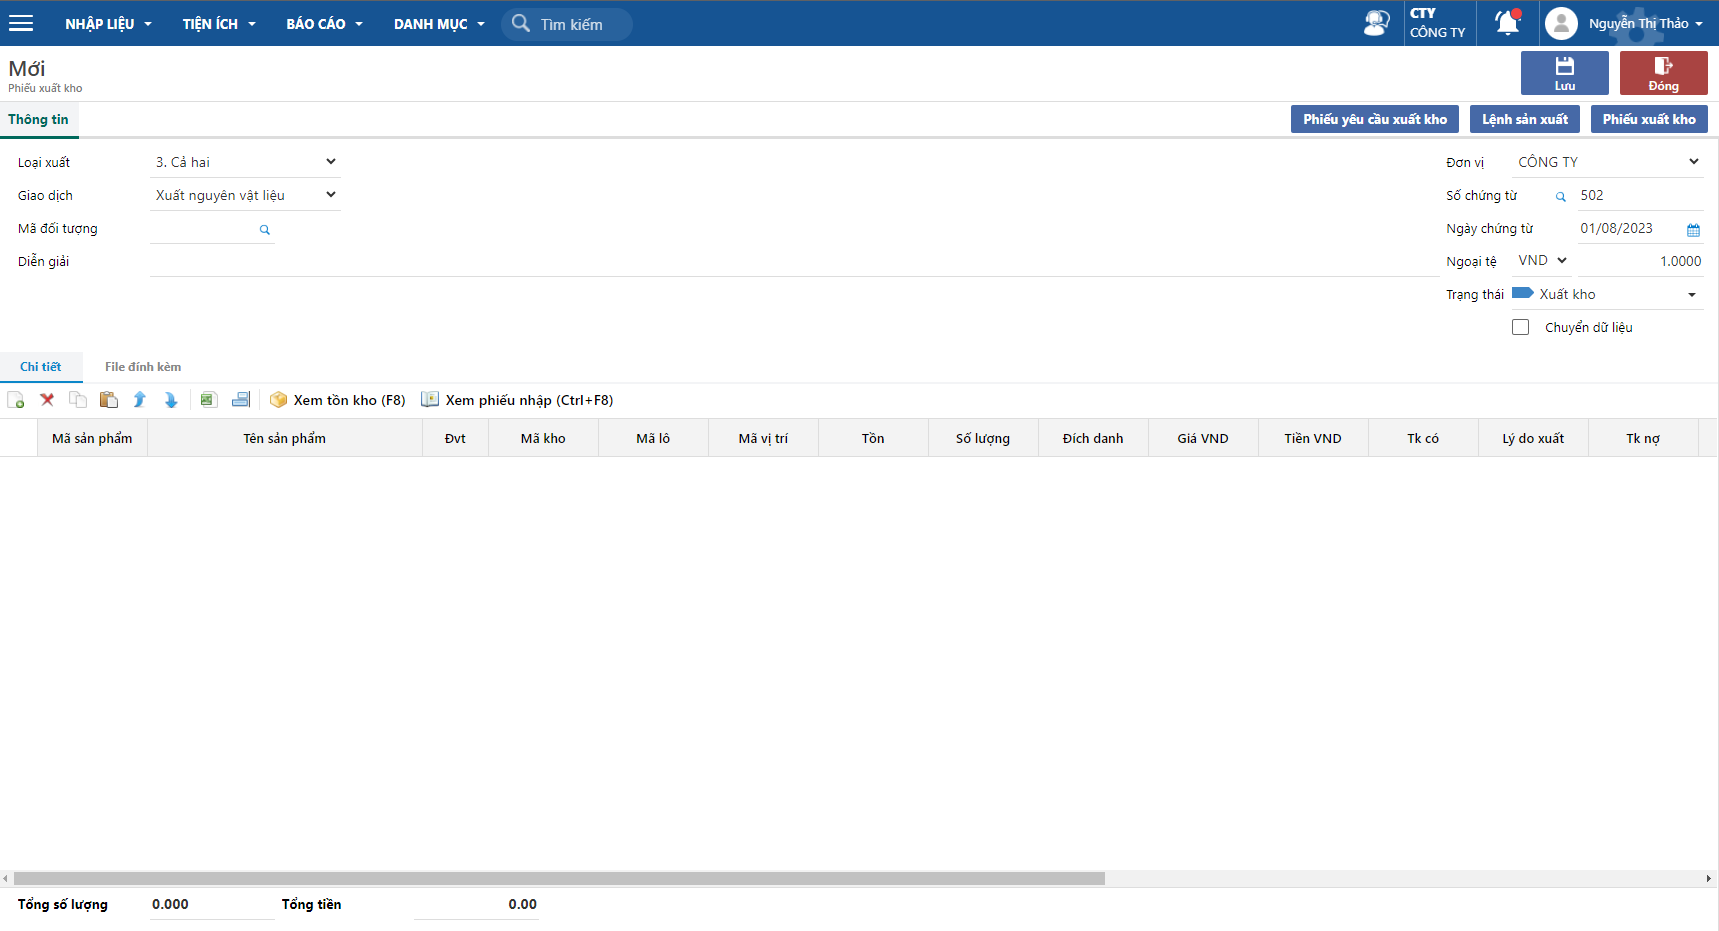 NHẬP LIỆU TIỆN ÍCH BÁO CÁO DANH MỤC Tìm kiếm CTY Nguyễn Thị Thảo
CÔNG TY
Mới
Phiếu xuất kho
Lưu Đóng
Thông tin Phiếu yêu cầu xuất kho Lệnh sản xuất Phiếu xuất kho
Loại xuất 3. Cả hai Đơn vị CÔNG TY
Giao dịch Xuất nguyên vật liệu Số chứng từ 502
Mã đối tượng Ngày chứng từ 01/08/2023
Diễn giải Ngoại tệ VND 1.0000
Trạng thái Xuất kho
Chuyển dữ liệu
Chi tiết File đính kèm
Xem tồn kho (F8) Xem phiếu nhập (Ctrl+F8)
Mã sản phẩm Tên sản phẩm Đvt Mã kho Mã lô Mã vị trí Tồn Số lượng Đích danh Giá VND Tiền VND Tk có Lý do xuất Tk nợ
Tổng số lượng 0.000 Tổng tiền 0.00